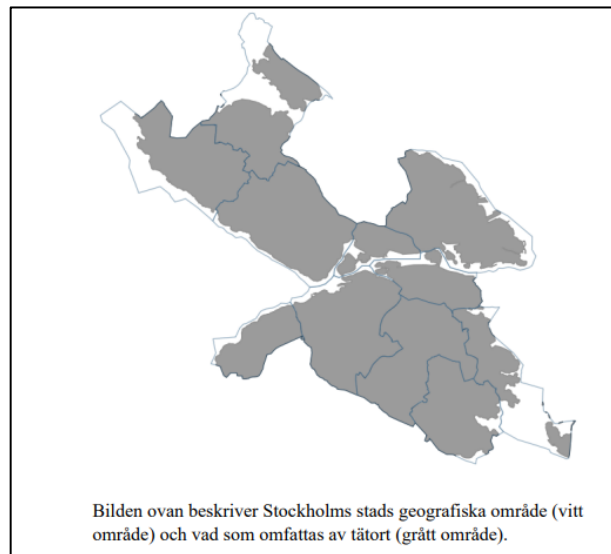 Bilden ovan beskriver Stockholms stads geografiska område (vitt
område) och vad som omfattas av tätort (grått område).